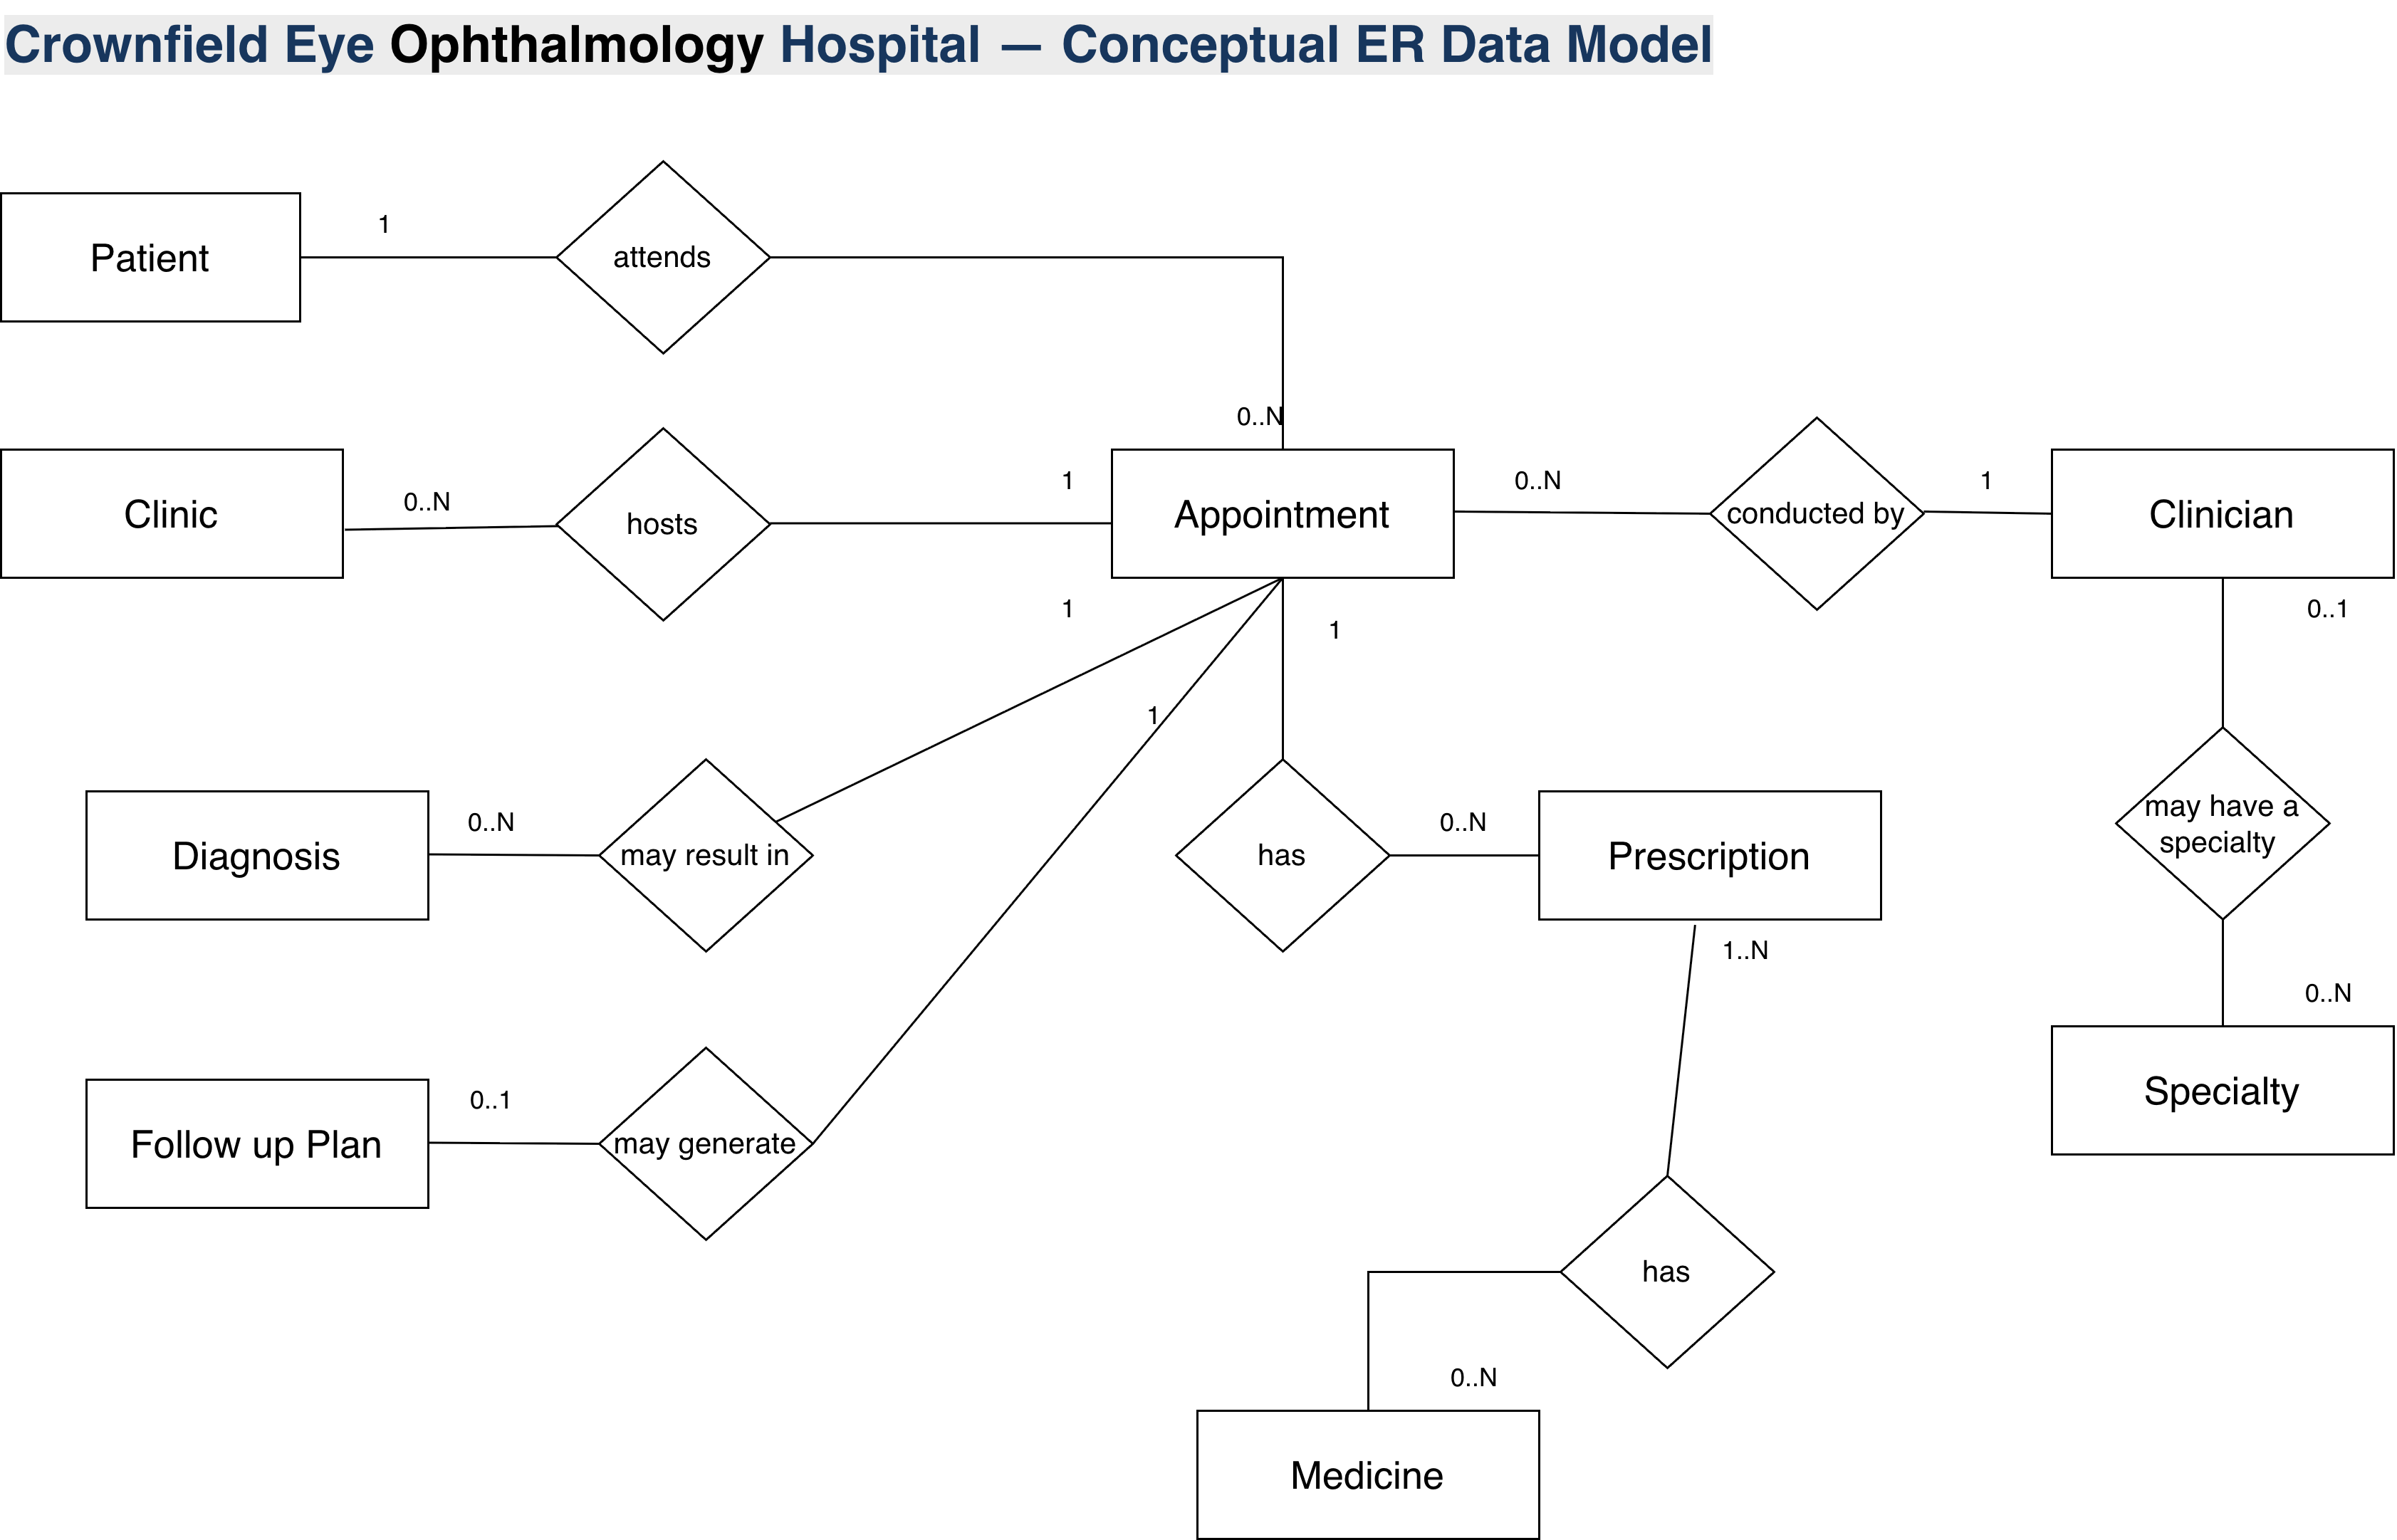 Crownfield Eye Ophthalmology Hospital — Conceptual ER Data Model
Patient
1
attends
0..N
Clinic
0..N
hosts
1
Appointment
0..N
conducted by
1
Clinician
1
1
0..1
1
Diagnosis
0..N
may result in
has
0..N
Prescription
may have a
specialty
1..N
0..N
Follow up Plan
0..1
may generate
Specialty
has
0..N
Medicine